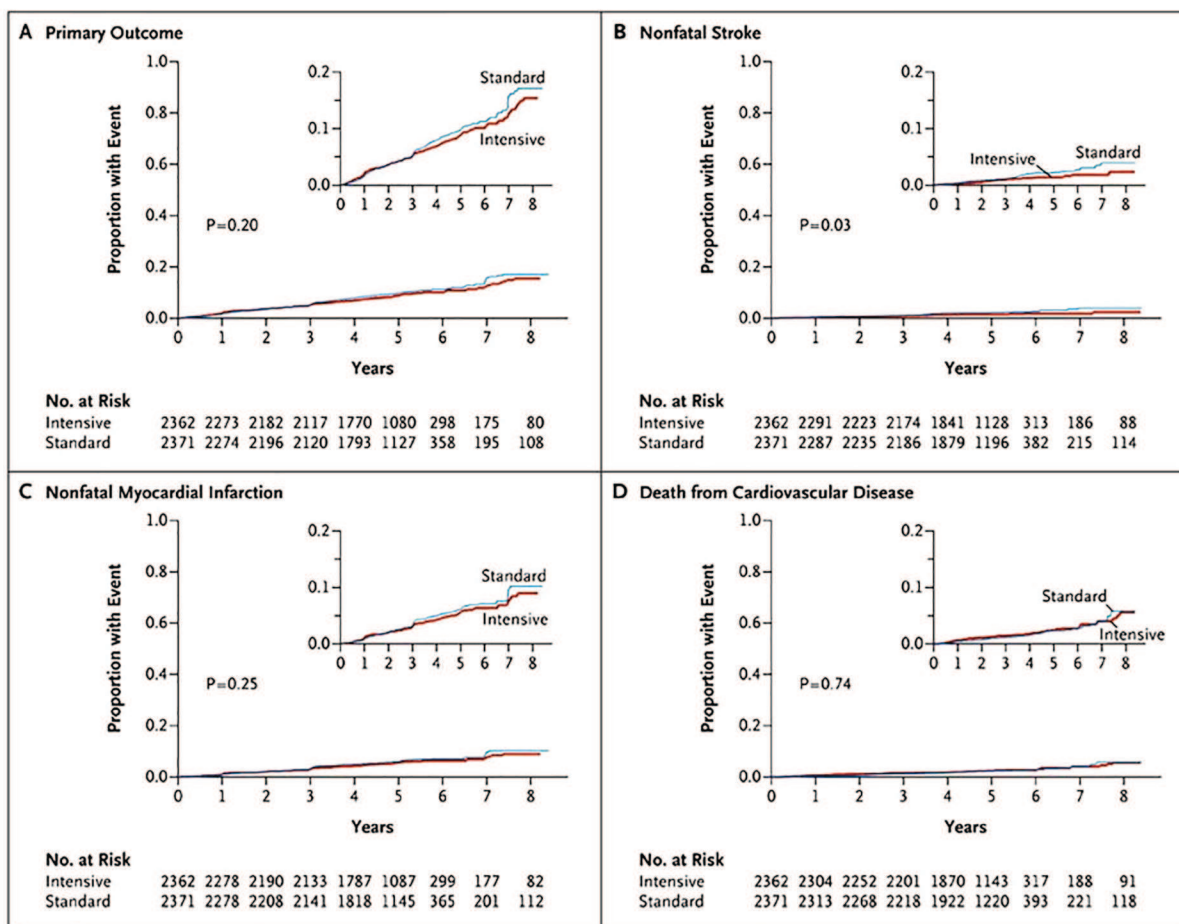 A Primary Outcome
Proportion with Event
1.0
0.8
0.6
0.4
0.2
0.0
0 1 2 3 4 5 6 7 8
Years
P=0.20
0.2
0.1
0.0
0 1 2 3 4 5 6 7 8
Standard
Intensive
No. at Risk
Intensive 2362 2273 2182 2117 1770 1080 298 175 80
Standard 2371 2274 2196 2120 1793 1127 358 195 108
B Nonfatal Stroke
Proportion with Event
1.0
0.8
0.6
0.4
0.2
0.0
0 1 2 3 4 5 6 7 8
Years
P=0.03
0.2
0.1
0.0
0 1 2 3 4 5 6 7 8
Intensive
Standard
No. at Risk
Intensive 2362 2291 2223 2174 1841 1128 313 186 88
Standard 2371 2287 2235 2186 1879 1196 382 215 114
C Nonfatal Myocardial Infarction
Proportion with Event
1.0
0.8
0.6
0.4
0.2
0.0
0 1 2 3 4 5 6 7 8
Years
P=0.25
0.2
0.1
0.0
0 1 2 3 4 5 6 7 8
Standard
Intensive
No. at Risk
Intensive 2362 2278 2190 2133 1787 1087 299 177 82
Standard 2371 2278 2208 2141 1818 1145 365 201 112
D Death from Cardiovascular Disease
Proportion with Event
1.0
0.8
0.6
0.4
0.2
0.0
0 1 2 3 4 5 6 7 8
Years
P=0.74
0.2
0.1
0.0
0 1 2 3 4 5 6 7 8
Standard
Intensive
No. at Risk
Intensive 2362 2304 2252 2201 1870 1143 317 188 91
Standard 2371 2313 2268 2218 1922 1220 393 221 118